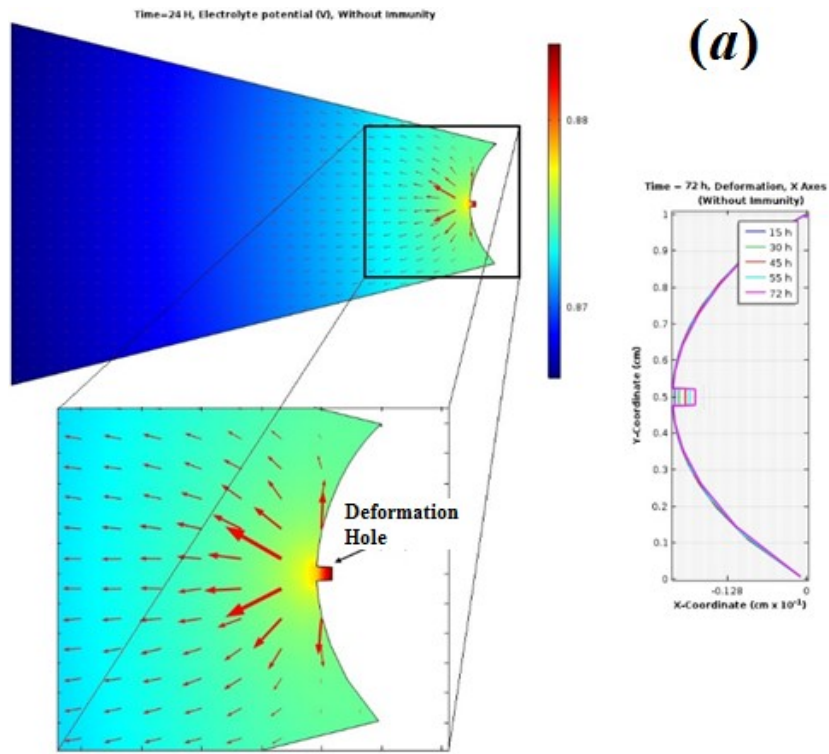 Time=24 H, Electrolyte potential (V), Without Immunity
(a)
0.88
0.87
Deformation
Hole
Time = 72 h, Deformation, X Axes
(Without Immunity)
1
0.9
0.8
0.7
0.6
0.5
0.4
0.3
0.2
0.1
0
15 h
30 h
45 h
55 h
72 h
Y-Coordinate (cm)
-0.128
0
X-Coordinate (cm x 10⁻¹)